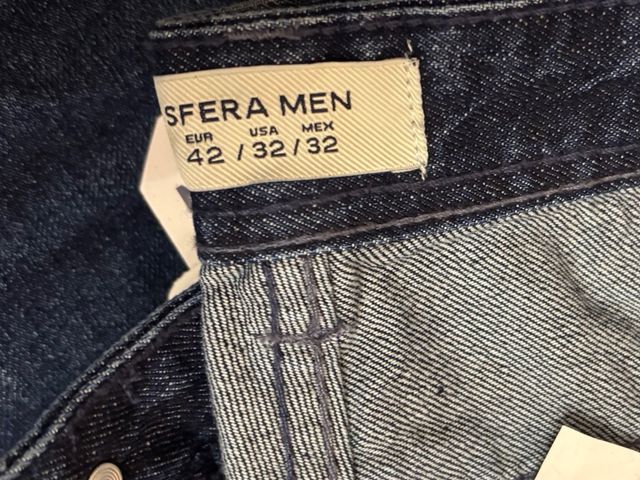 SFERA MEN
EUR USA MEX
42 / 32 / 32